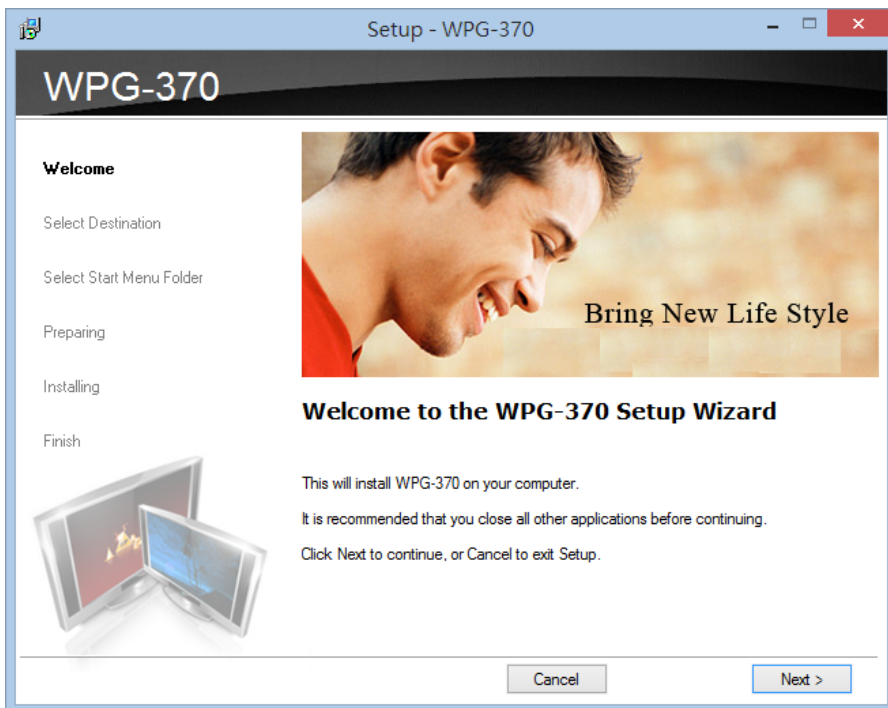 Setup - WPG-370
WPG-370
Welcome
Select Destination
Select Start Menu Folder
Preparing
Installing
Finish
Bring New Life Style
Welcome to the WPG-370 Setup Wizard
This will install WPG-370 on your computer.
It is recommended that you close all other applications before continuing.
Click Next to continue, or Cancel to exit Setup.
Cancel
Next >